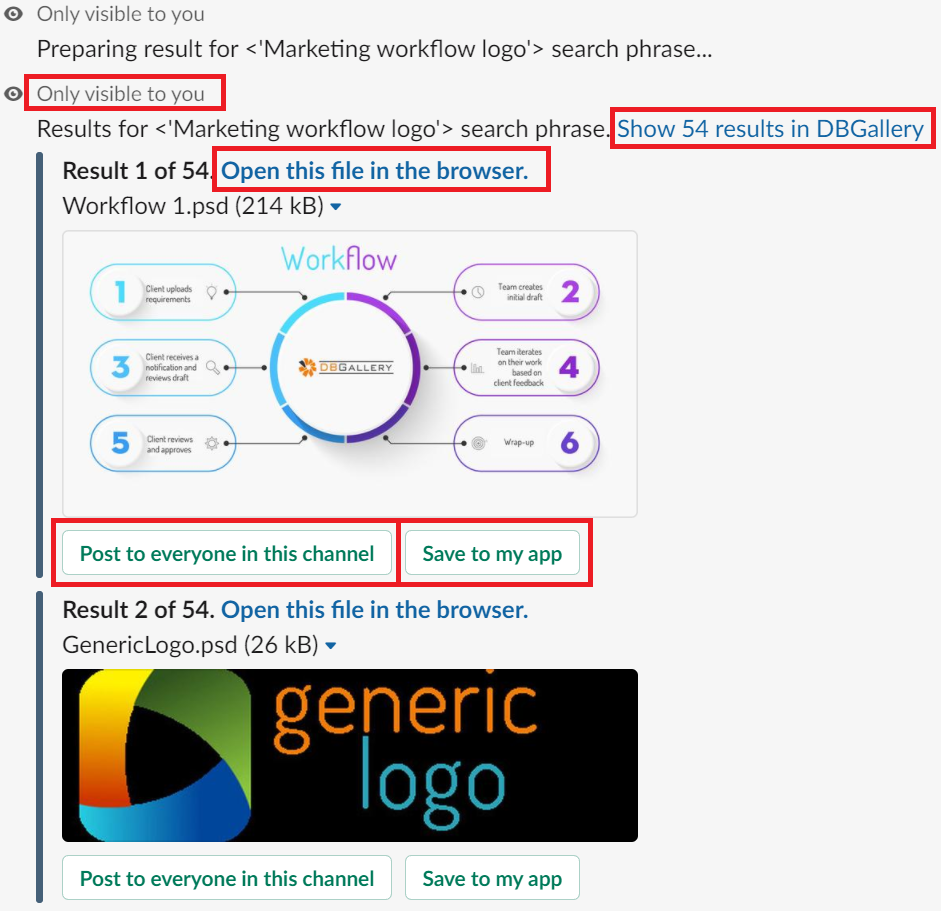 Only visible to you
Preparing result for <'Marketing workflow logo'> search phrase...
Only visible to you
Results for <'Marketing workflow logo'> search phrase. Show 54 results in DBGallery
Result 1 of 54. Open this file in the browser.
Workflow 1.psd (214 kB)
Workflow
1
Client uploads
requirements
Team creates
initial draft
2
3
Client receives a
notification and
reviews draft
DBGALLERY
Team iterates
on their work
based on
client feedback
4
5
Client reviews
and approves
Wrap-up
6
Post to everyone in this channel
Save to my app
Result 2 of 54. Open this file in the browser.
GenericLogo.psd (26 kB)
generic
logo
Post to everyone in this channel
Save to my app